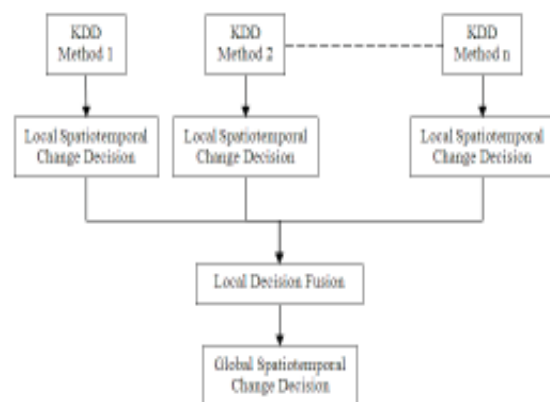 KDD
Method 1
KDD
Method 2
KDD
Method n
Local Spatiotemporal
Change Decision
Local Spatiotemporal
Change Decision
Local Spatiotemporal
Change Decision
Local Decision Fusion
Global Spatiotemporal
Change Decision